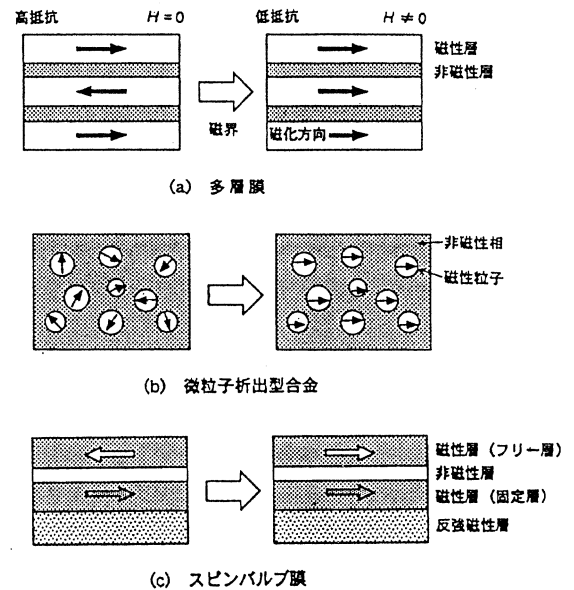 高抵抗 H=0 低抵抗 H≠0
磁性層
非磁性層
磁界 磁化方向
(a) 多層膜
非磁性相
磁性粒子
(b) 微粒子析出型合金
磁性層(フリー層)
非磁性層
磁性層(固定層)
反強磁性層
(c) スピンバルブ膜